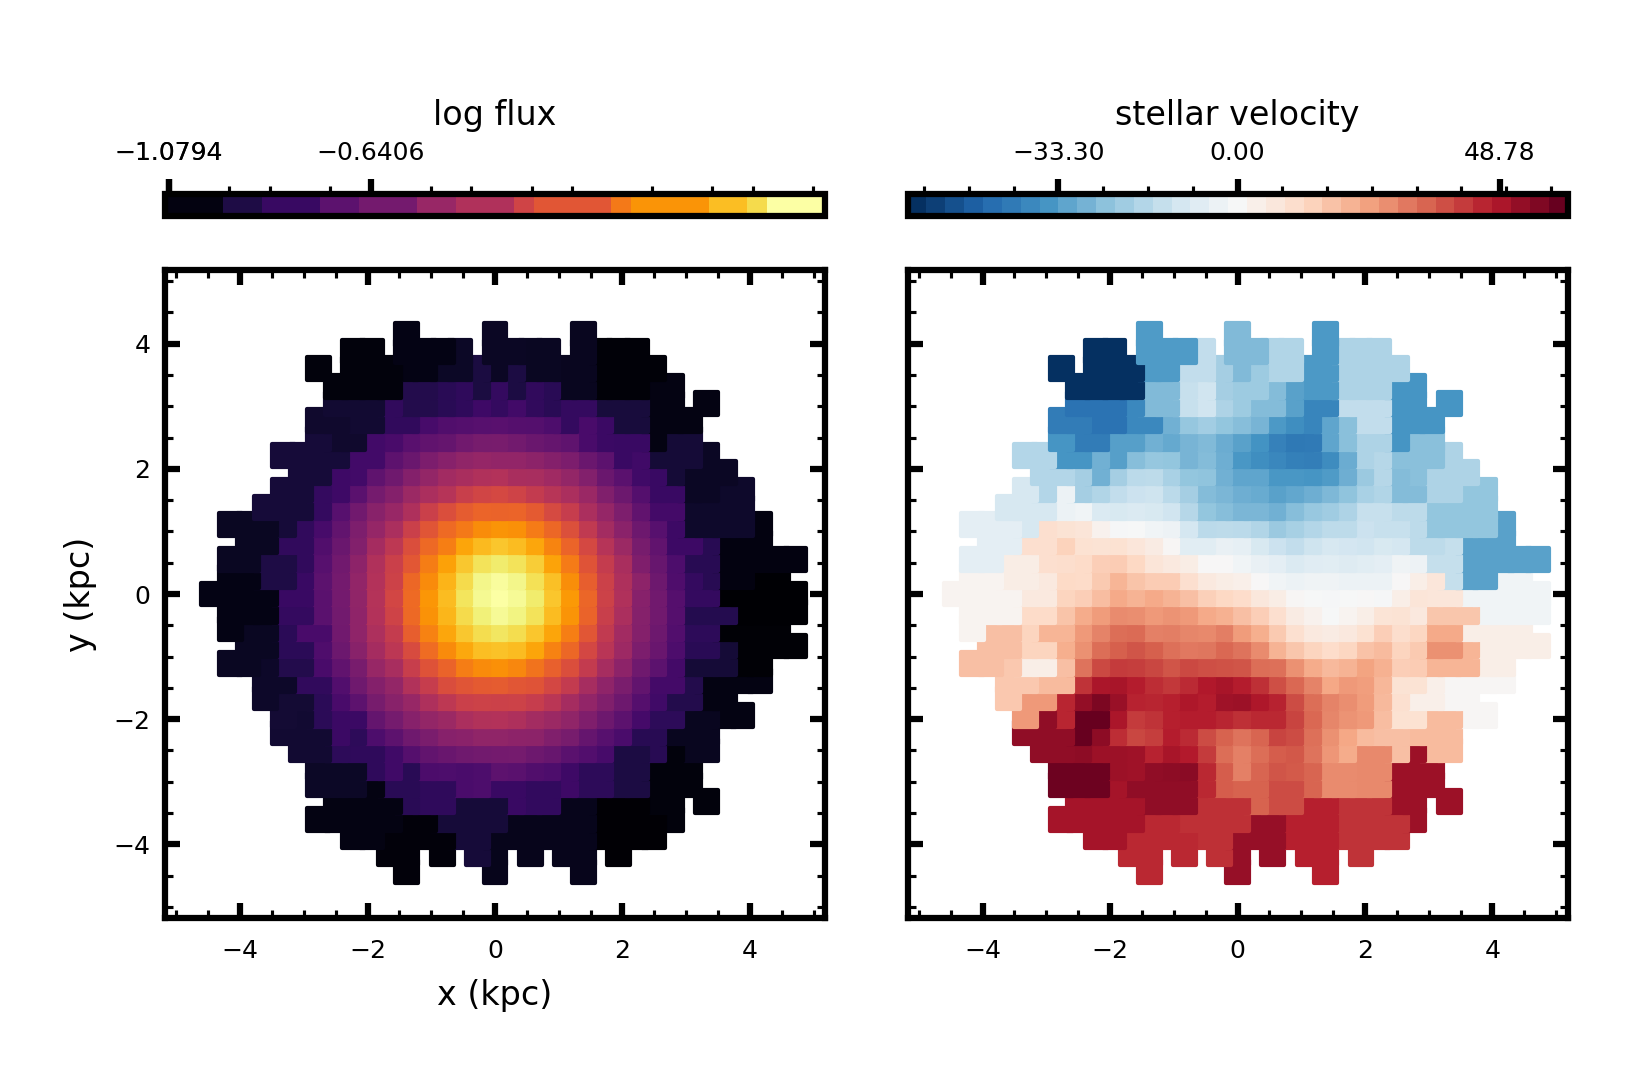 log flux
stellar velocity
−1.0794 −0.6406
−33.30 0.00 48.78
y (kpc)
4
2
0
−2
−4
−4 −2 0 2 4
−4 −2 0 2 4
x (kpc)